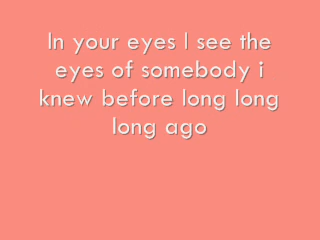 In your eyes I see the
eyes of somebody i
knew before long long
long ago